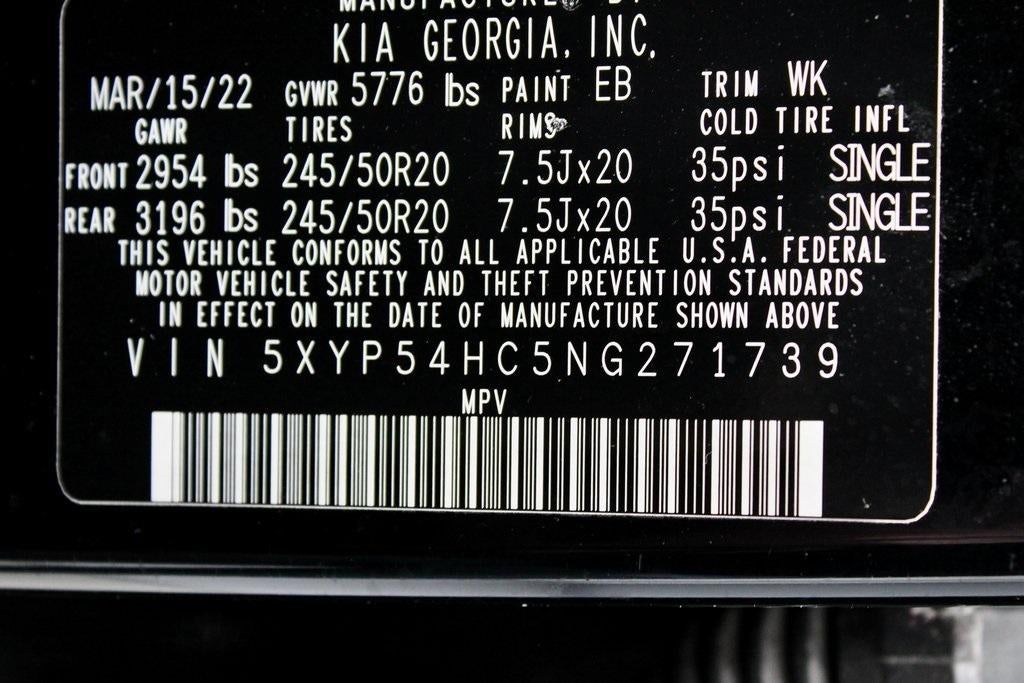 MANUFACTURED BY
KIA GEORGIA, INC.
MAR/15/22 GVWR 5776 lbs PAINT EB TRIM WK
GAWR TIRES RIMS COLD TIRE INFL
FRONT 2954 lbs 245/50R20 7.5Jx20 35psi SINGLE
REAR 3196 lbs 245/50R20 7.5Jx20 35psi SINGLE
THIS VEHICLE CONFORMS TO ALL APPLICABLE U.S.A. FEDERAL
MOTOR VEHICLE SAFETY AND THEFT PREVENTION STANDARDS
IN EFFECT ON THE DATE OF MANUFACTURE SHOWN ABOVE
VIN 5XYP54HC5NG271739
MPV